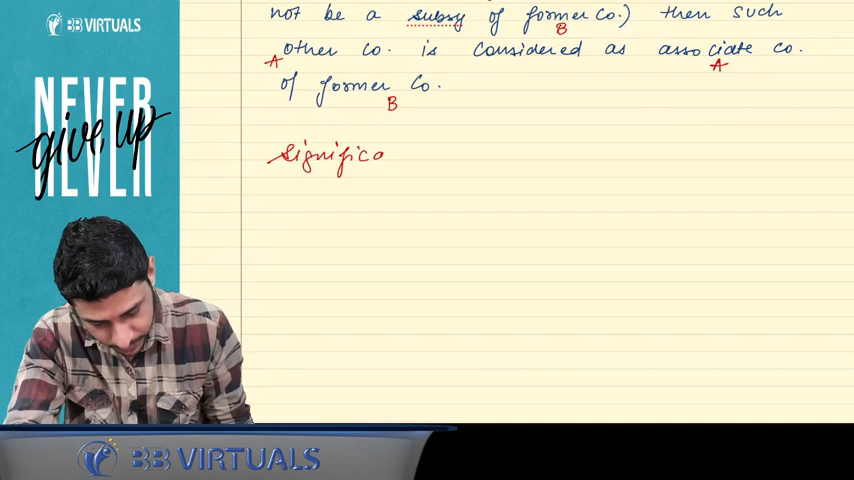 BB VIRTUALS
NEVER
give up
NEVER
not be a subsy of former Co.) then such
B
other Co. is considered as associate Co.
A
A
of former Co.
B
significa
BB VIRTUALS